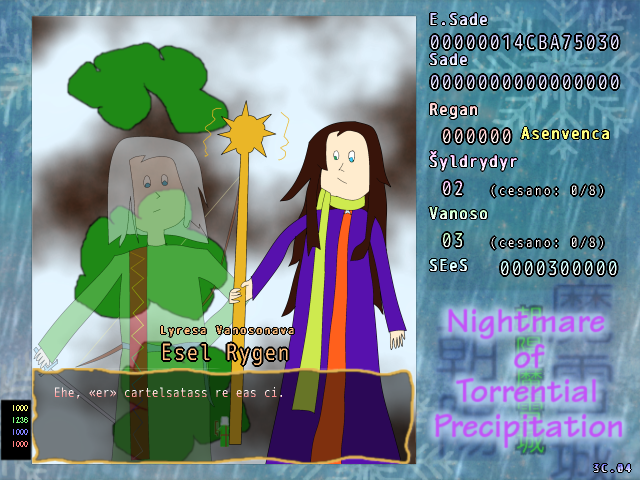 E.Sade
00000014CBA75030
Sade
0000000000000000
Regan
000000 Asenvenca
Šyldrydyr
02 (cesano: 0/8)
Vanoso
03 (cesano: 0/8)
SEeS 0000300000
Lyresa Vanosonava
Esel Rygen
Ehe, «er» cartelsatass re eas ci.
1000
1236
1000
1000
Nightmare
of
Torrential
Precipitation
3C.04